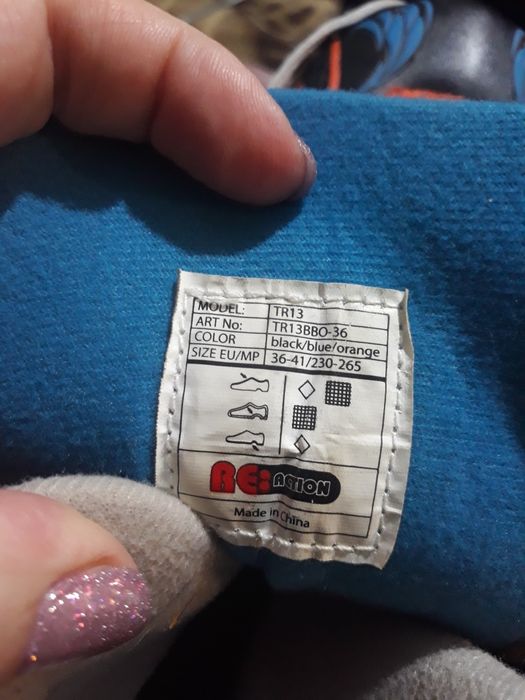 MODEL: TR13
ART No: TR13BBO-36
COLOR black/blue/orange
SIZE EU/MP 36-41/230-265
RE:ACTION
Made in China